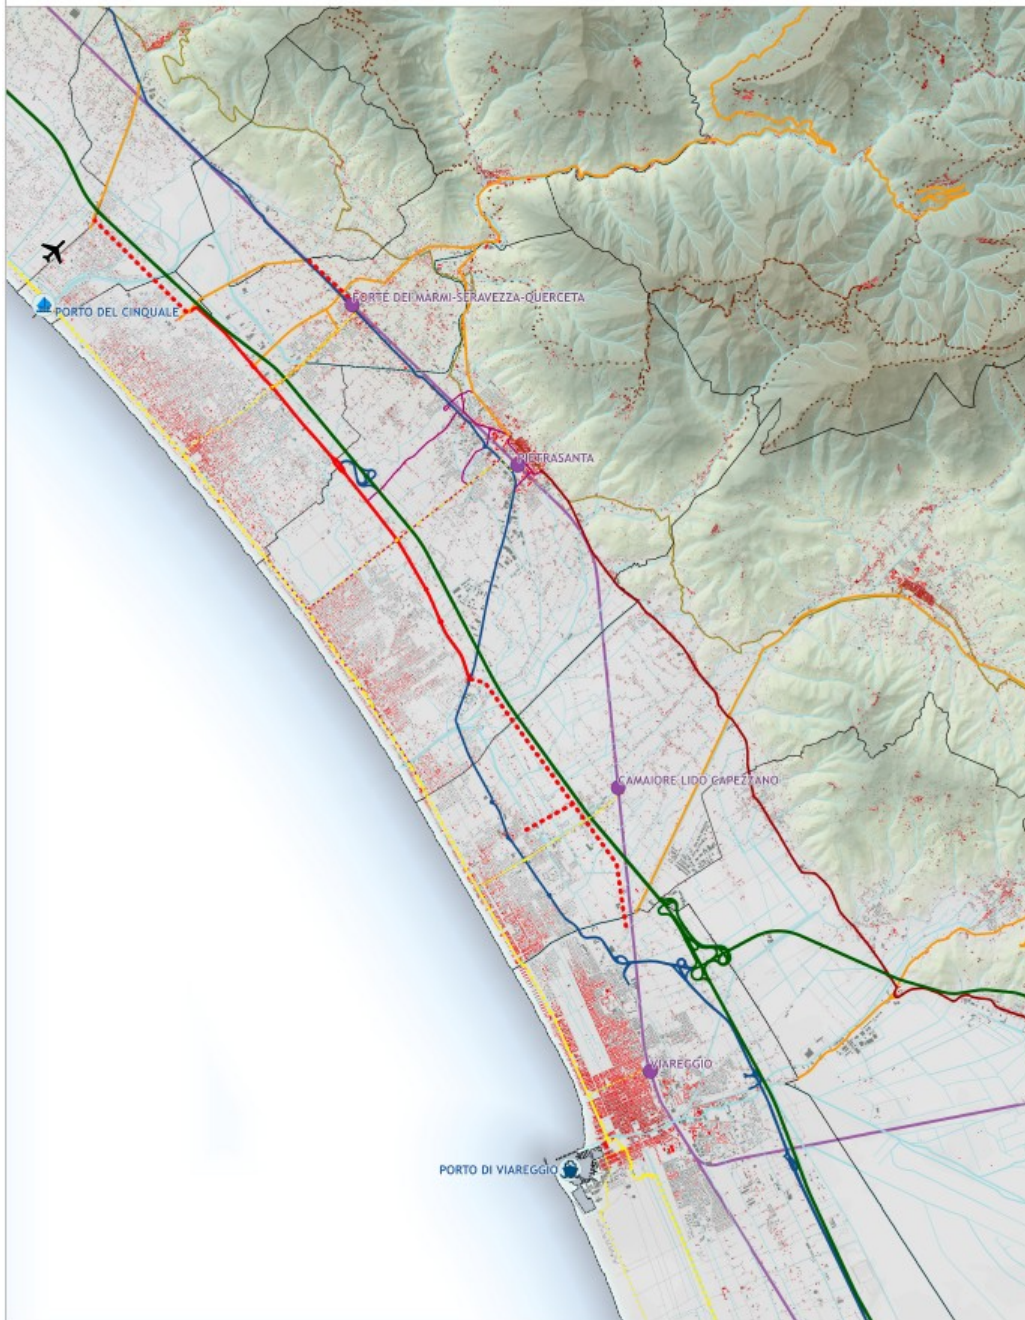 PORTO DEL CINQUALE
FORTE DEI MARMI-SERAVEZZA-QUERCETA
PIETRASANTA
CAMAIORE LIDO CAPEZZANO
VIAREGGIO
PORTO DI VIAREGGIO